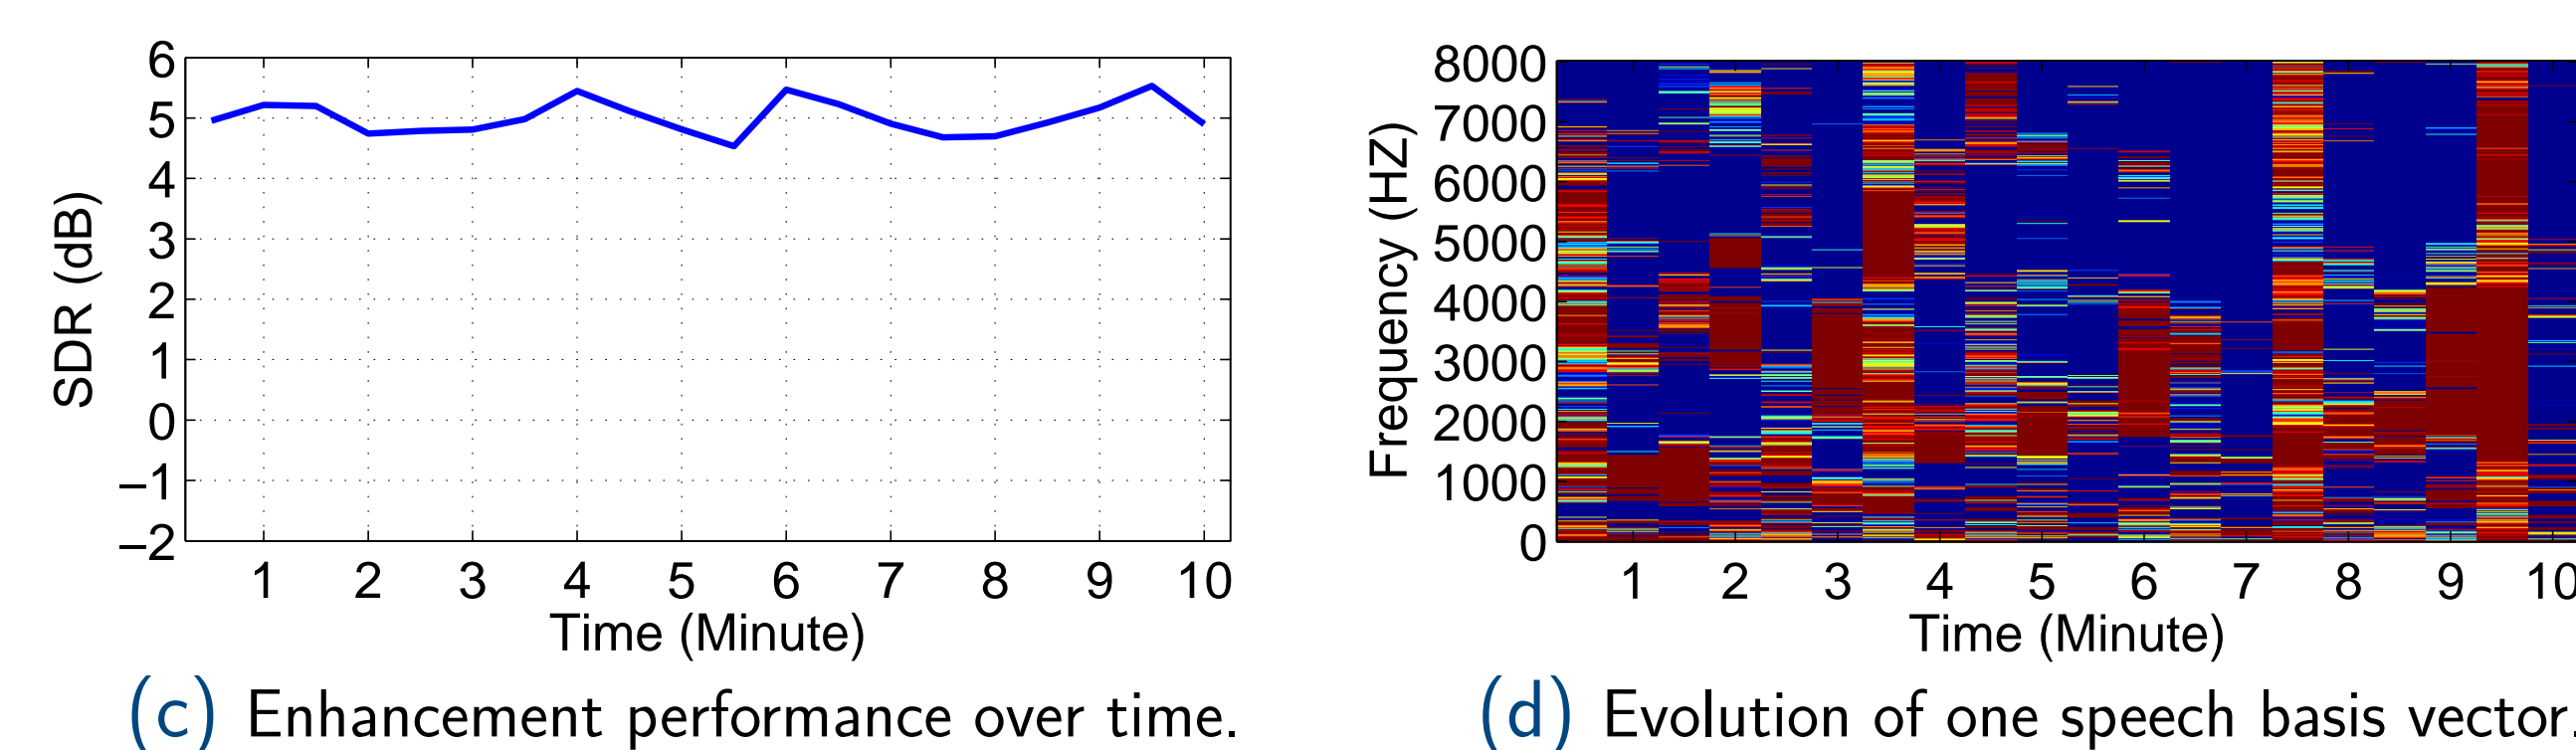 6
5
4
3
2
1
0
−1
−2
SDR (dB)
1 2 3 4 5 6 7 8 9 10
Time (Minute)
(c) Enhancement performance over time.
8000
7000
6000
5000
4000
3000
2000
1000
0
Frequency (HZ)
1 2 3 4 5 6 7 8 9 10
Time (Minute)
(d) Evolution of one speech basis vector.